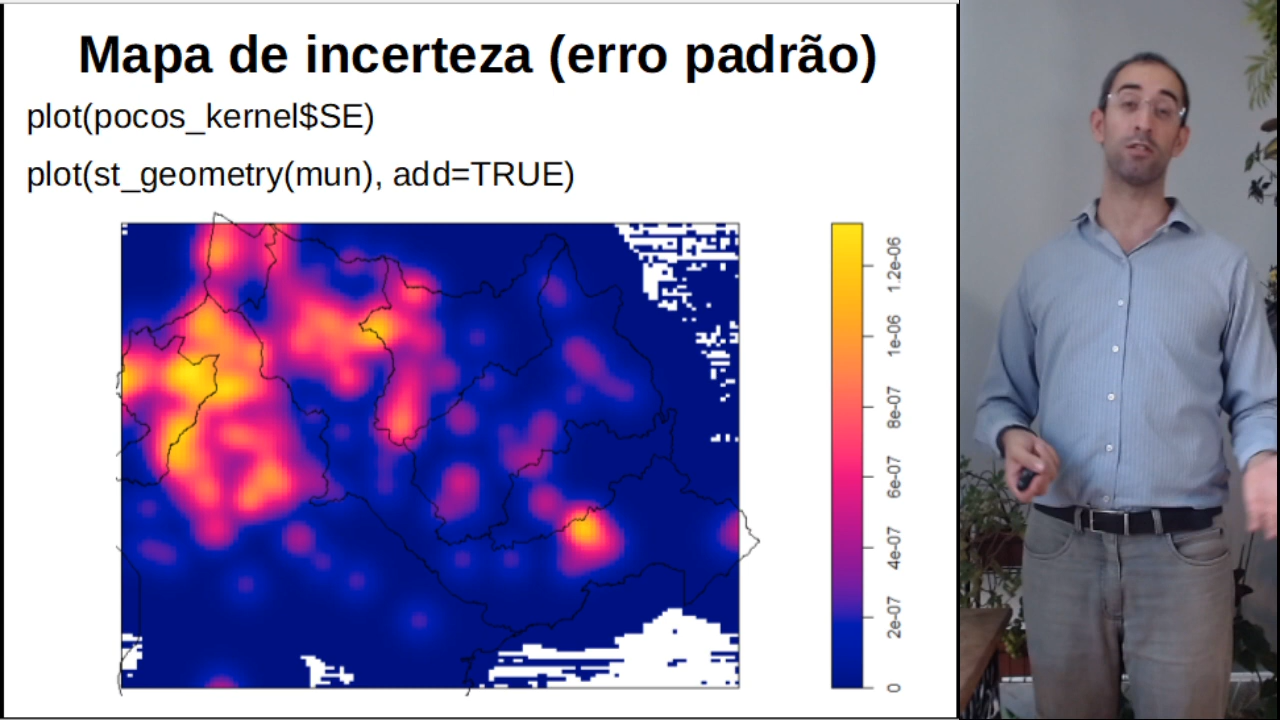 Mapa de incerteza (erro padrão)
plot(pocos_kernel$SE)
plot(st_geometry(mun), add=TRUE)
1.2e-06
1e-06
8e-07
6e-07
4e-07
2e-07
0